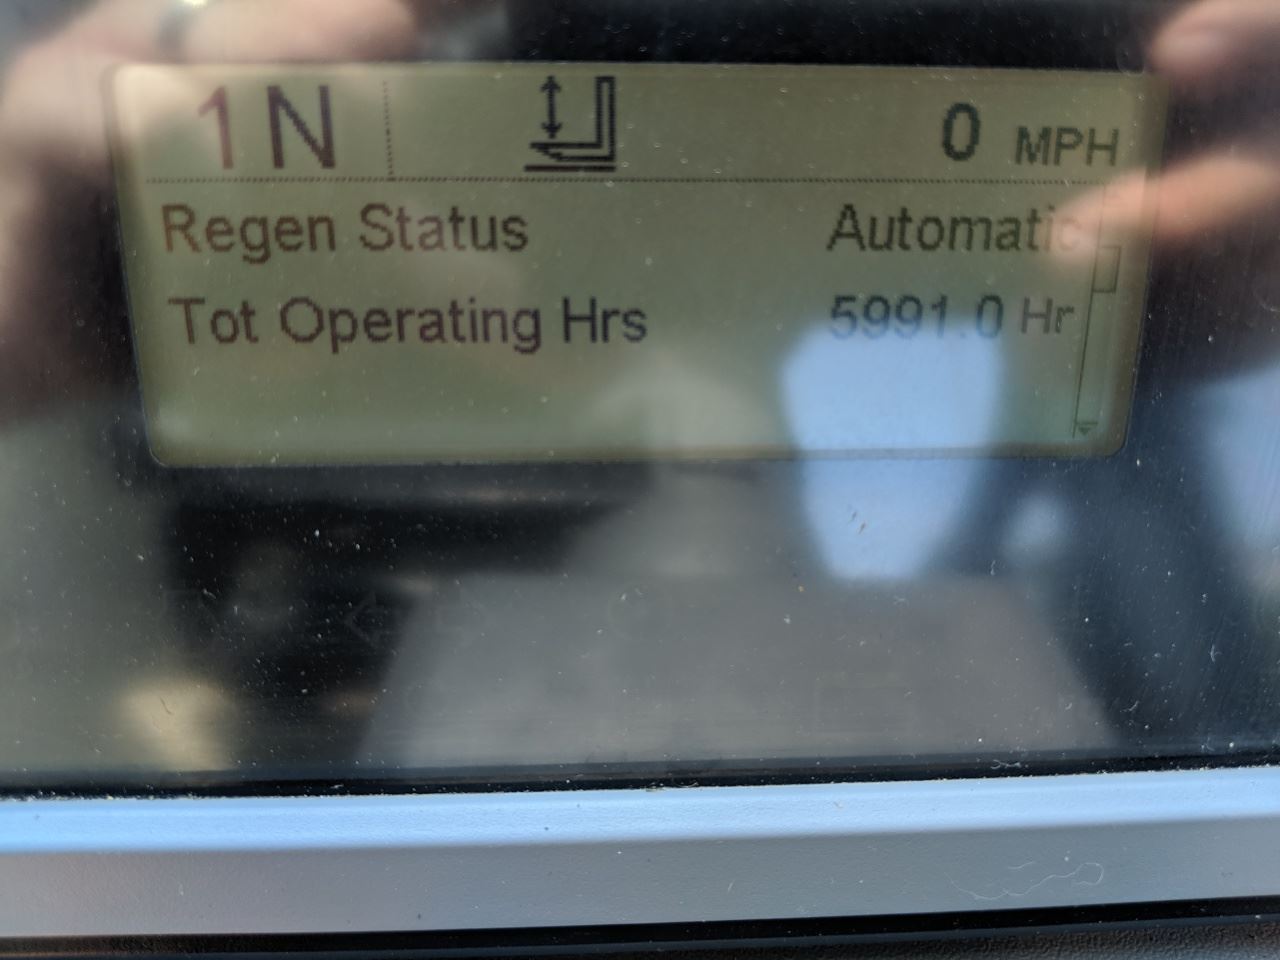 1N 0 MPH
Regen Status Automatic
Tot Operating Hrs 5991.0 Hr